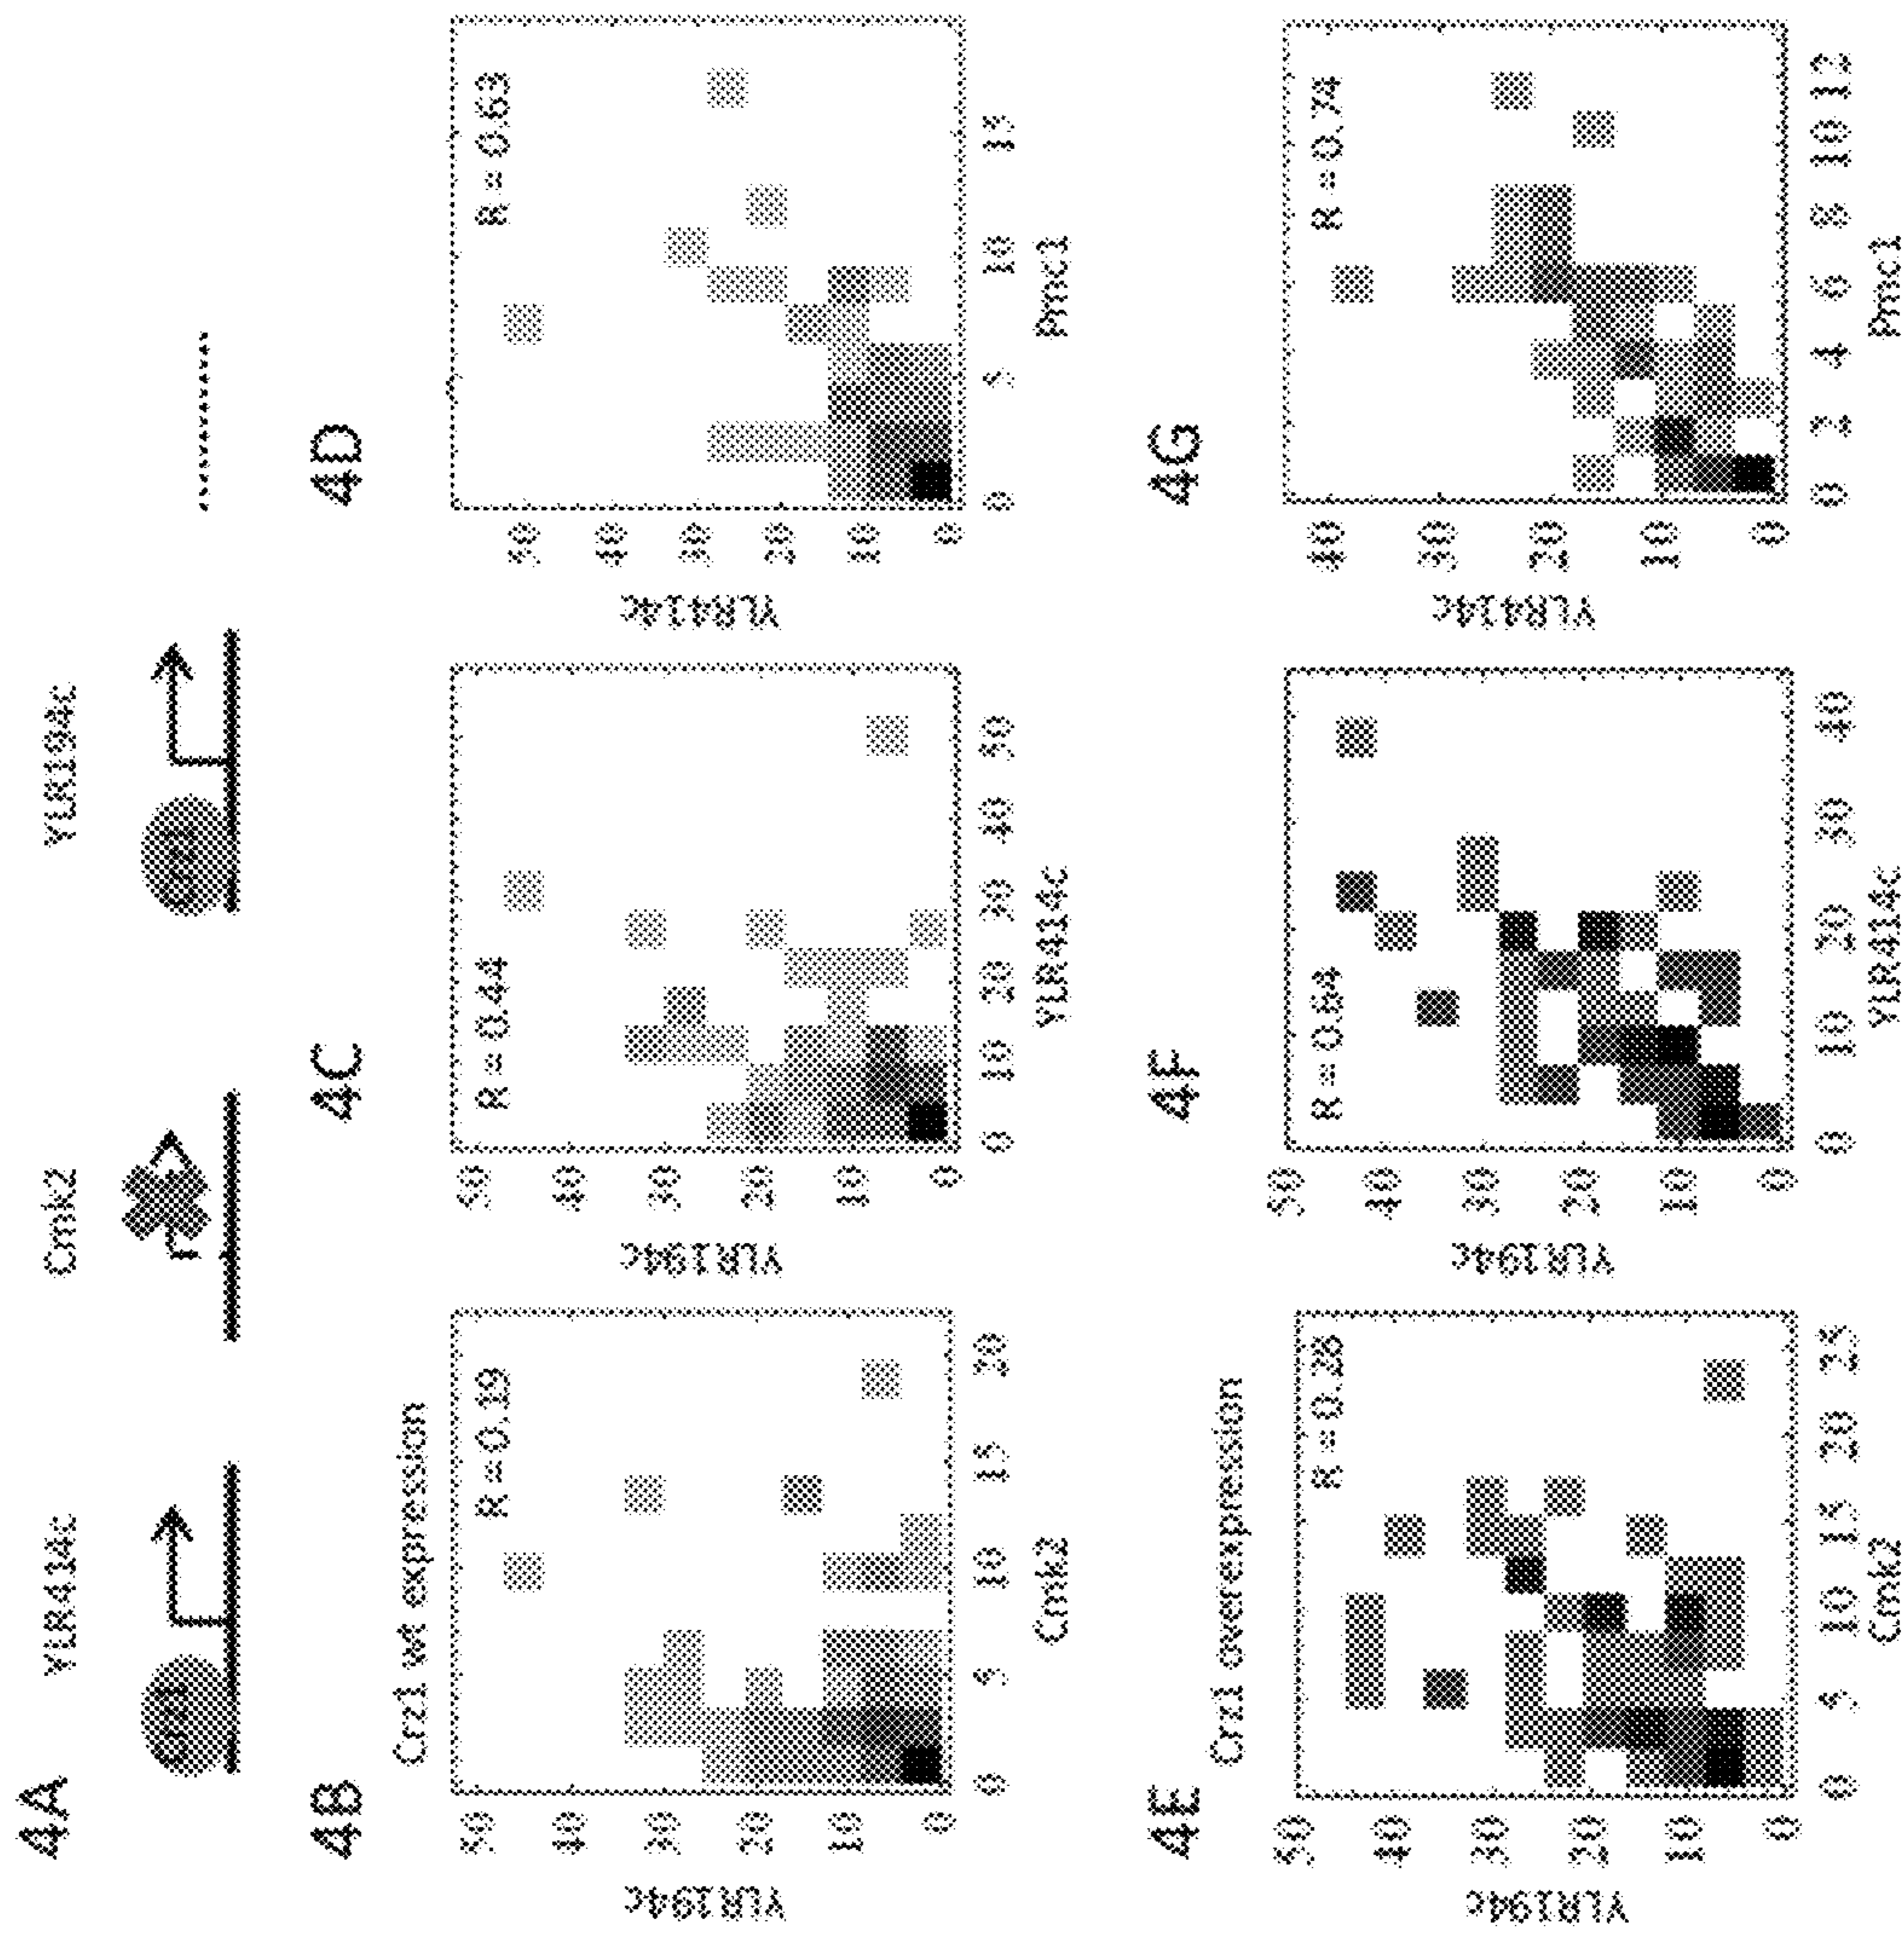 4A
YLR414c
Cmk2
YLR194c
Crz1
Crz1
4B
4C
4D
Crz1 wt expression
R = 0.19
YLR194c
50
40
30
20
10
0
0
5
10
15
20
Cmk2
R = 0.44
YLR194c
50
40
30
20
10
0
0
10
20
30
40
50
YLR414c
R = 0.63
YLR414c
50
40
30
20
10
0
0
5
10
15
Pmc1
4E
4F
4G
Crz1 overexpression
R = 0.28
YLR194c
50
40
30
20
10
0
0
5
10
15
20
25
Cmk2
R = 0.64
YLR194c
50
40
30
20
10
0
0
10
20
30
40
YLR414c
R = 0.74
YLR414c
40
30
20
10
0
0
2
4
6
8
10
12
Pmc1